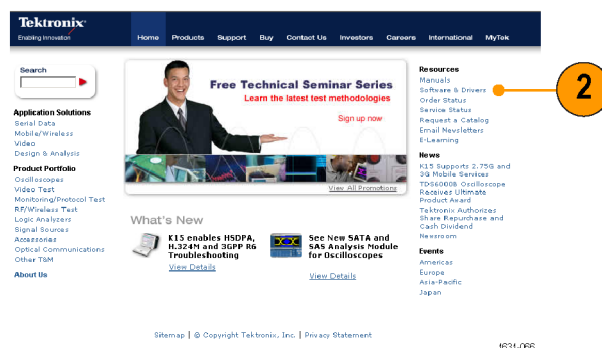 Tektronix
Enabling Innovation
Home Products Support Buy Contact Us Investors Careers International MyTek
Search
Application Solutions
Serial Data
Mobile/Wireless
Video
Design & Analysis
Product Portfolio
Oscilloscopes
Video Test
Monitoring/Protocol Test
RF/Wireless Test
Logic Analyzers
Signal Sources
Accessories
Optical Communications
Other T&M
About Us
Free Technical Seminar Series
Learn the latest test methodologies
Sign up now
View All Promotions
What's New
K15 enables HSDPA,
H.324M and 3GPP R6
Troubleshooting
View Details
See New SATA and
SAS Analysis Module
for Oscilloscopes
View Details
Resources
Manuals
Software & Drivers
Order Status
Service Status
Request a Catalog
Email Newsletters
E-Learning
News
K15 Supports 2.75G and
3G Mobile Services
TDS6000B Oscilloscope
Receives Ultimate
Product Award
Tektronix Authorizes
Share Repurchase and
Cash Dividend
Newsroom
Events
Americas
Europe
Asia-Pacific
Japan
2
Sitemap | © Copyright Tektronix, Inc. | Privacy Statement
1631-066